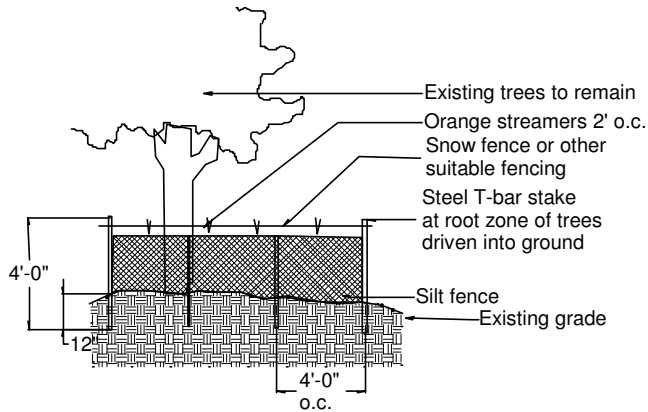 Existing trees to remain
Orange streamers 2' o.c.
Snow fence or other
suitable fencing
Steel T-bar stake
at root zone of trees
driven into ground
4'-0"
Silt fence
Existing grade
12"
4'-0"
o.c.